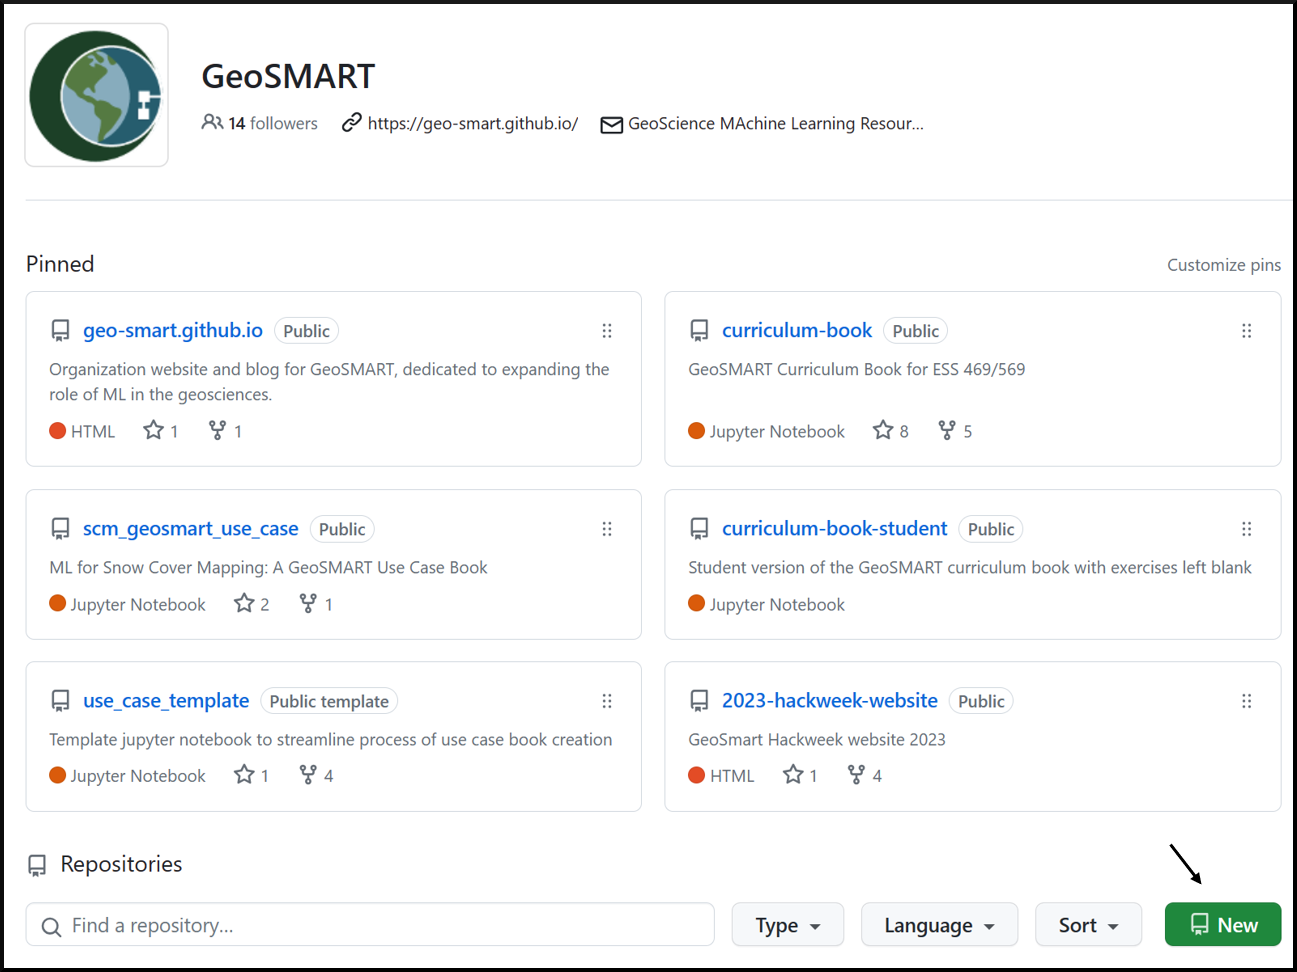 GeoSMART
14 followers https://geo-smart.github.io/ GeoScience MAchine Learning Resour...
Pinned
Customize pins
geo-smart.github.io Public
Organization website and blog for GeoSMART, dedicated to expanding the
role of ML in the geosciences.
HTML 1 1
curriculum-book Public
GeoSMART Curriculum Book for ESS 469/569
Jupyter Notebook 8 5
scm_geosmart_use_case Public
ML for Snow Cover Mapping: A GeoSMART Use Case Book
Jupyter Notebook 2 1
curriculum-book-student Public
Student version of the GeoSMART curriculum book with exercises left blank
Jupyter Notebook
use_case_template Public template
Template jupyter notebook to streamline process of use case book creation
Jupyter Notebook 1 4
2023-hackweek-website Public
GeoSmart Hackweek website 2023
HTML 1 4
Repositories
Find a repository... Type Language Sort New